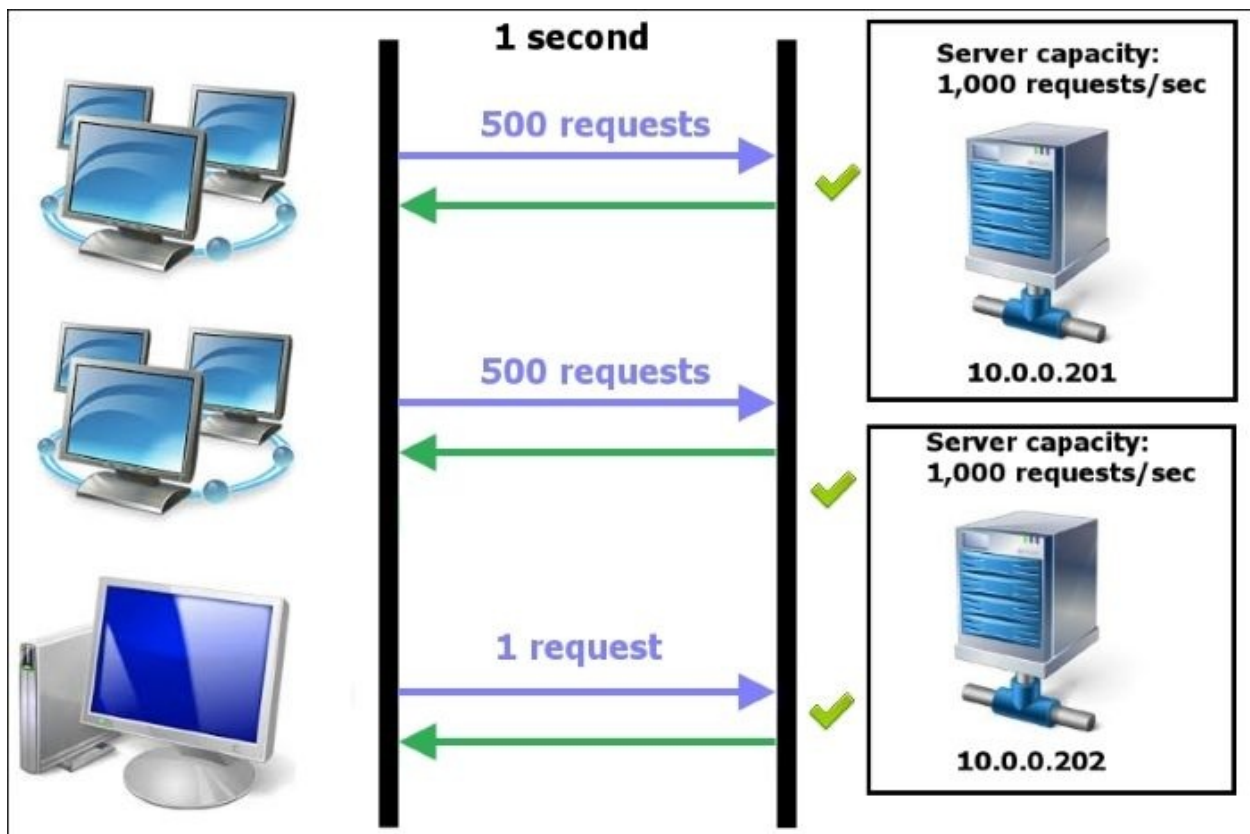 1 second
500 requests
500 requests
1 request
Server capacity:
1,000 requests/sec
10.0.0.201
Server capacity:
1,000 requests/sec
10.0.0.202